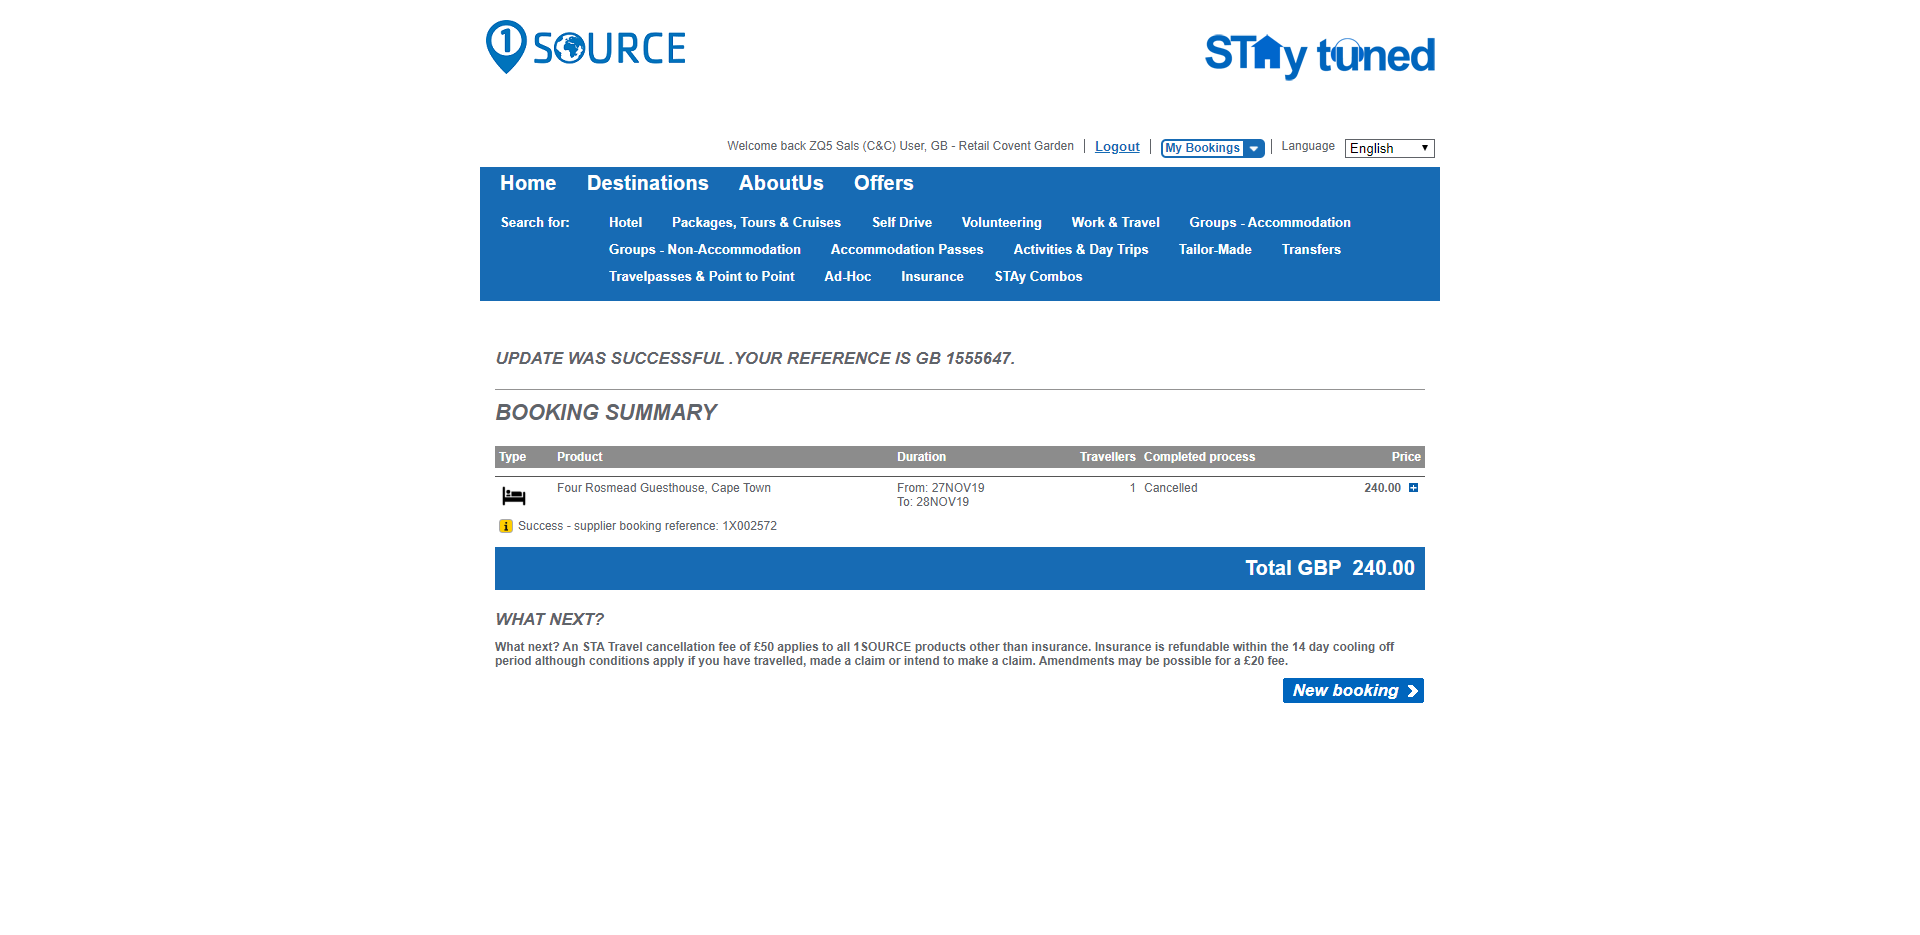 1 SOURCE
STAy tuned
Welcome back ZQ5 Sals (C&C) User, GB - Retail Covent Garden
Logout
My Bookings
Language
English
Home Destinations AboutUs Offers
Search for: Hotel Packages, Tours & Cruises Self Drive Volunteering Work & Travel Groups - Accommodation
Groups - Non-Accommodation Accommodation Passes Activities & Day Trips Tailor-Made Transfers
Travelpasses & Point to Point Ad-Hoc Insurance STAy Combos
UPDATE WAS SUCCESSFUL .YOUR REFERENCE IS GB 1555647.
BOOKING SUMMARY
Type Product Duration Travellers Completed process Price
Four Rosmead Guesthouse, Cape Town From: 27NOV19 1 Cancelled 240.00
To: 28NOV19
Success - supplier booking reference: 1X002572
Total GBP 240.00
WHAT NEXT?
What next? An STA Travel cancellation fee of £50 applies to all 1SOURCE products other than insurance. Insurance is refundable within the 14 day cooling off
period although conditions apply if you have travelled, made a claim or intend to make a claim. Amendments may be possible for a £20 fee.
New booking